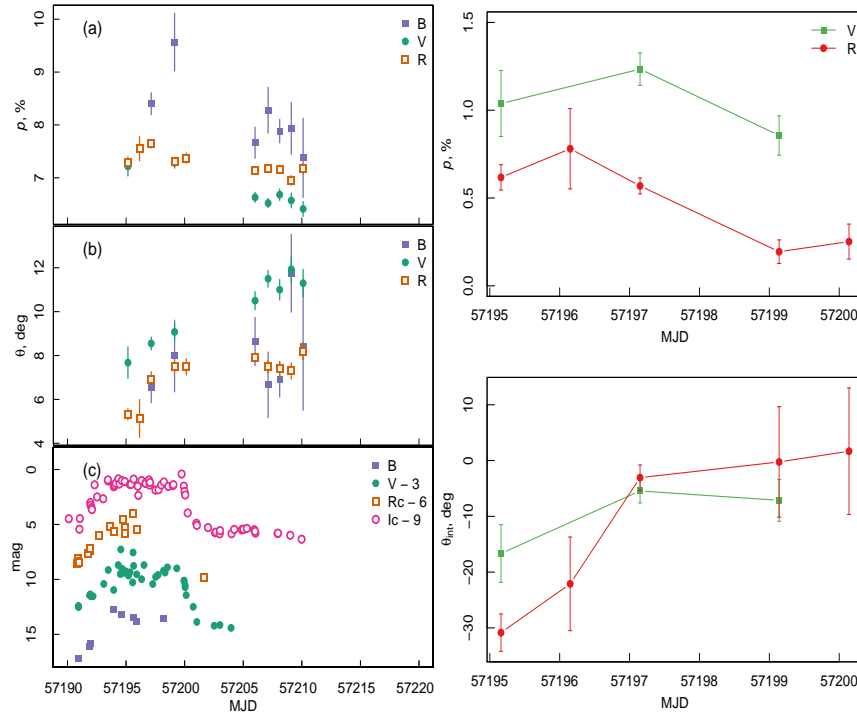 (a)
B
V
R
p, %
10
9
8
7
6
(b)
B
V
R
θ, deg
12
10
8
6
4
(c)
B
V – 3
Rc – 6
Ic – 9
mag
0
5
10
15
57190 57195 57200 57205 57210 57215 57220
MJD
V
R
p, %
1.5
1.0
0.5
0.0
57195 57196 57197 57198 57199 57200
MJD
θint, deg
10
0
–10
–20
–30
57195 57196 57197 57198 57199 57200
MJD